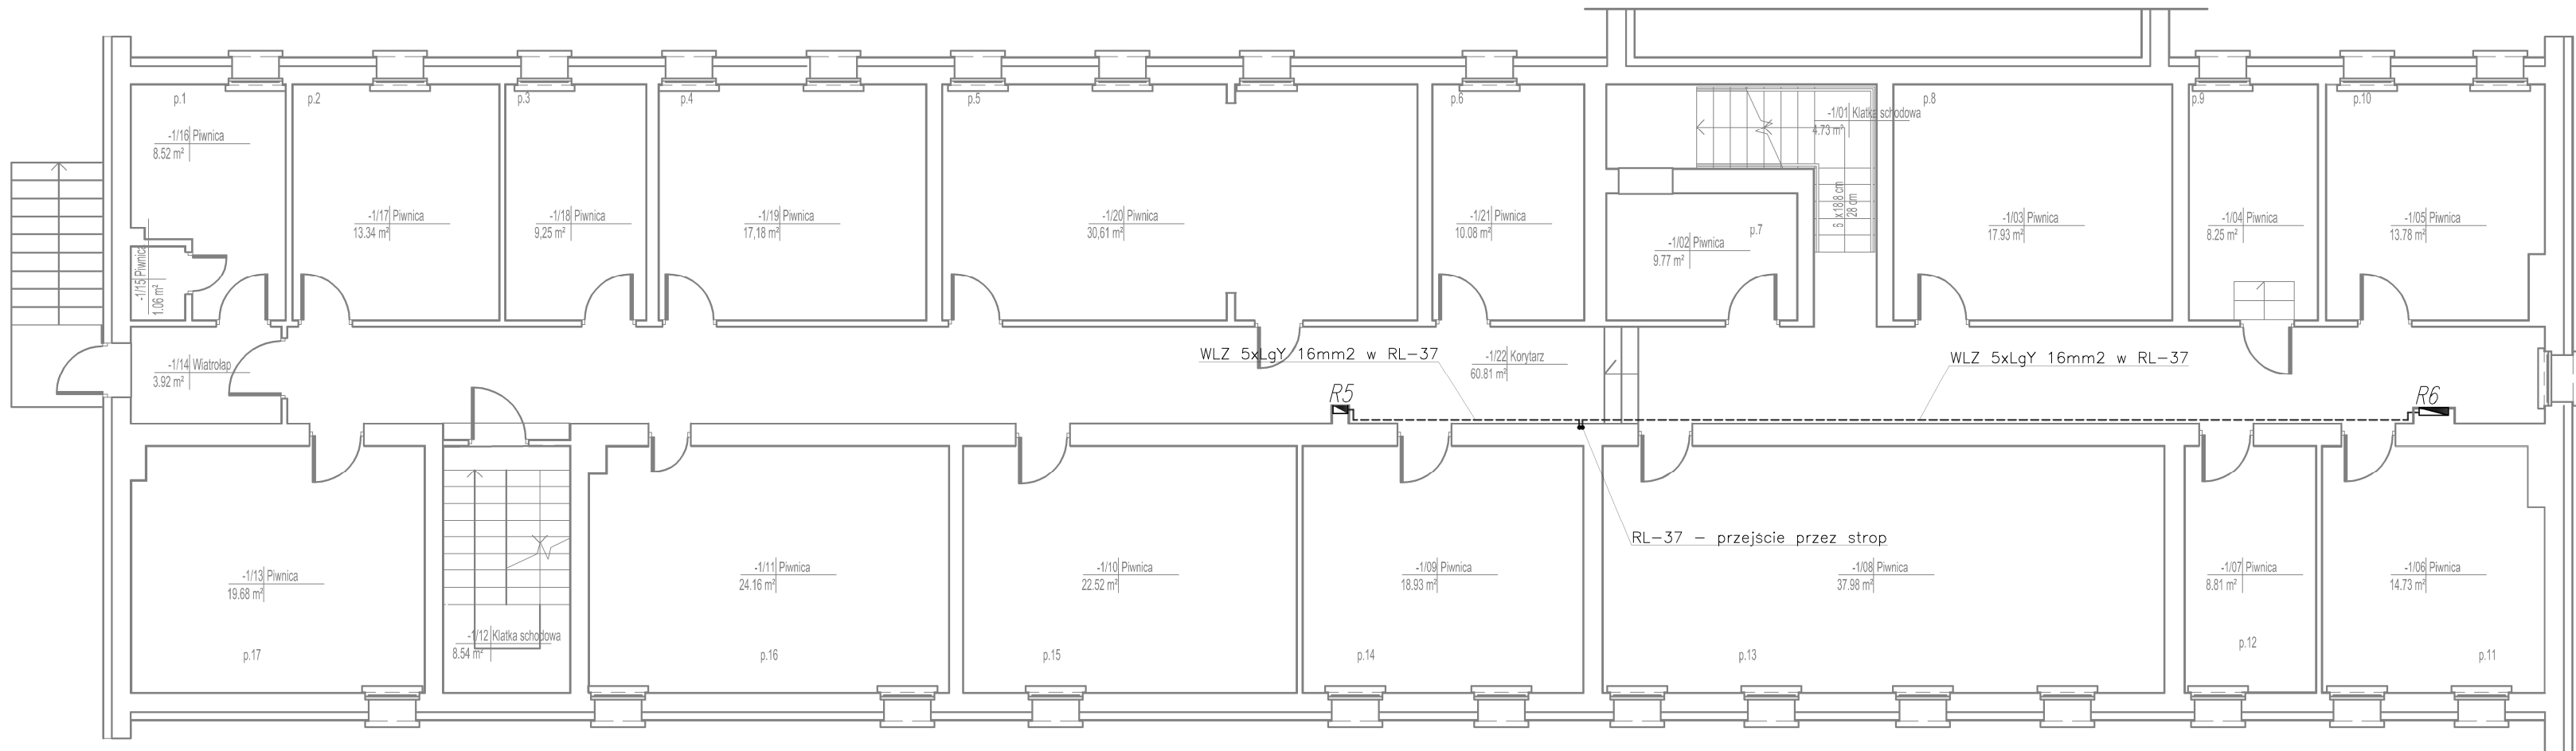 p.1
p.2
p.3
p.4
p.5
p.6
p.8
p.9
p.10
-1/01 Klatka schodowa
4.73 m²
-1/16 Piwnica
8.52 m²
-1/17 Piwnica
13.34 m²
-1/18 Piwnica
9,25 m²
-1/19 Piwnica
17,18 m²
-1/20 Piwnica
30,61 m²
-1/21 Piwnica
10.08 m²
-1/02 Piwnica
9.77 m²
p.7
28 cm
-1/03 Piwnica
17.93 m²
-1/04 Piwnica
8.25 m²
-1/05 Piwnica
13.78 m²
-1/15 Piwnica
1.06 m²
-1/14 Wiatrołap
3.92 m²
WLZ 5xLgY 16mm2 w RL-37
-1/22 Korytarz
60.81 m²
WLZ 5xLgY 16mm2 w RL-37
R5
R6
RL-37 - przejście przez strop
-1/13 Piwnica
19.68 m²
-1/12 Klatka schodowa
8.54 m²
-1/11 Piwnica
24.16 m²
-1/10 Piwnica
22.52 m²
-1/09 Piwnica
18.93 m²
-1/08 Piwnica
37.98 m²
-1/07 Piwnica
8.81 m²
-1/06 Piwnica
14.73 m²
p.17
p.16
p.15
p.14
p.13
p.12
p.11